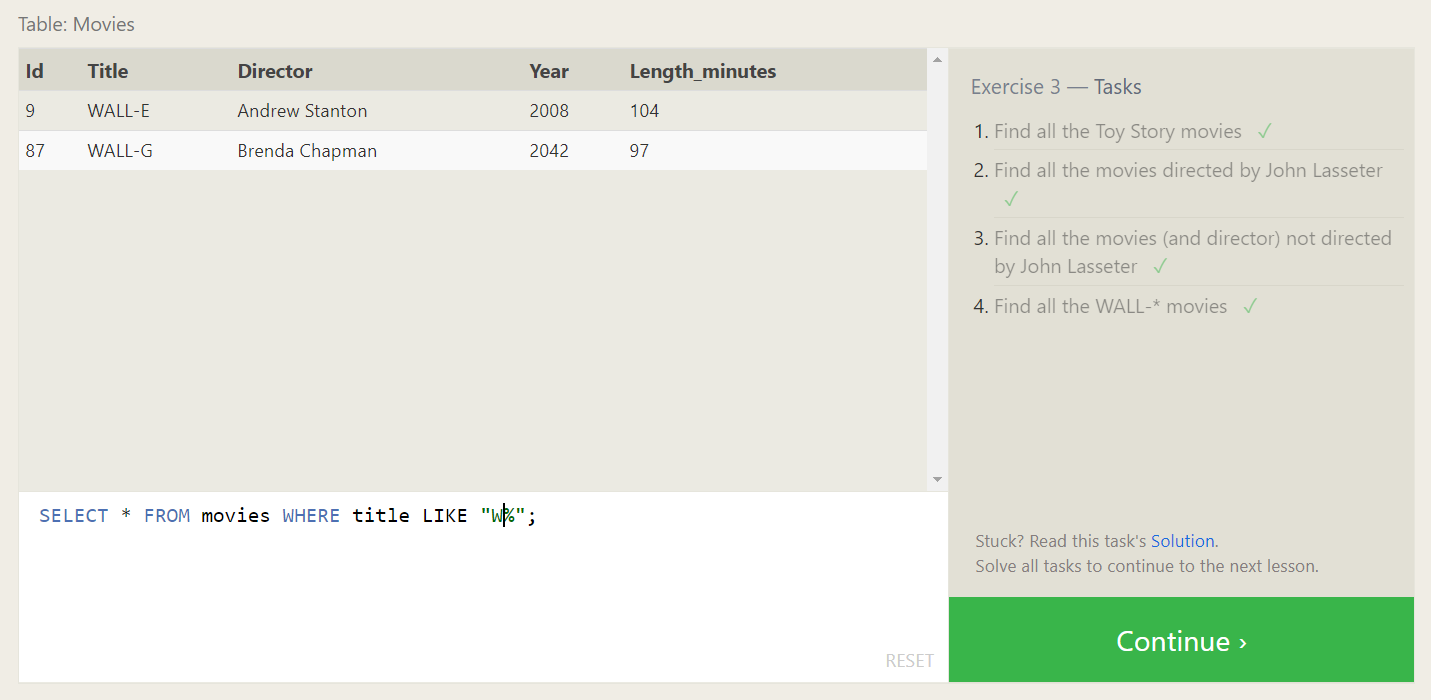 Table: Movies
Id Title Director Year Length_minutes
9 WALL-E Andrew Stanton 2008 104
87 WALL-G Brenda Chapman 2042 97
SELECT * FROM movies WHERE title LIKE "W%";
RESET
Exercise 3 — Tasks
1. Find all the Toy Story movies ✓
2. Find all the movies directed by John Lasseter
✓
3. Find all the movies (and director) not directed
by John Lasseter ✓
4. Find all the WALL-* movies ✓
Stuck? Read this task's Solution.
Solve all tasks to continue to the next lesson.
Continue ›